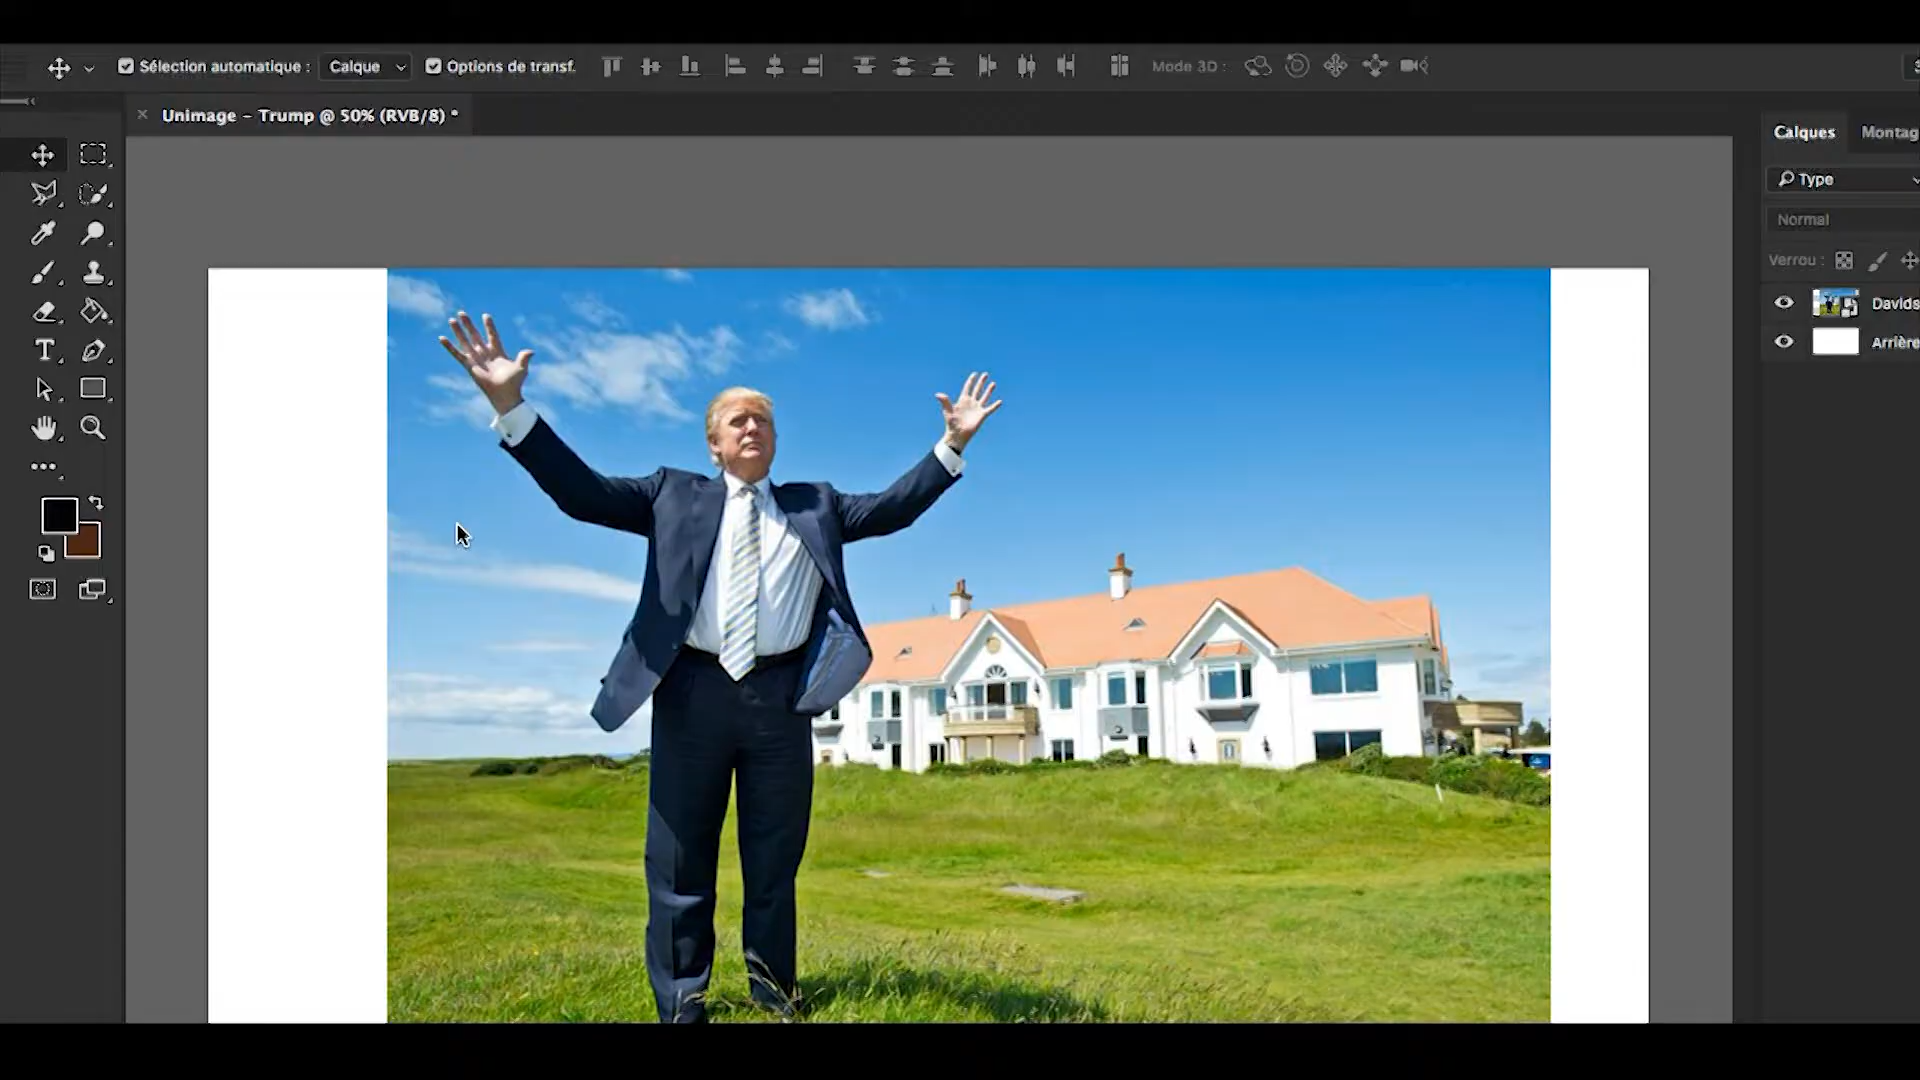 Sélection automatique : Calque Options de transf. Mode 3D :
Unimage – Trump @ 50% (RVB/8) *
Calques Montag
Type
Normal
Verrou :
Davids
Arrière